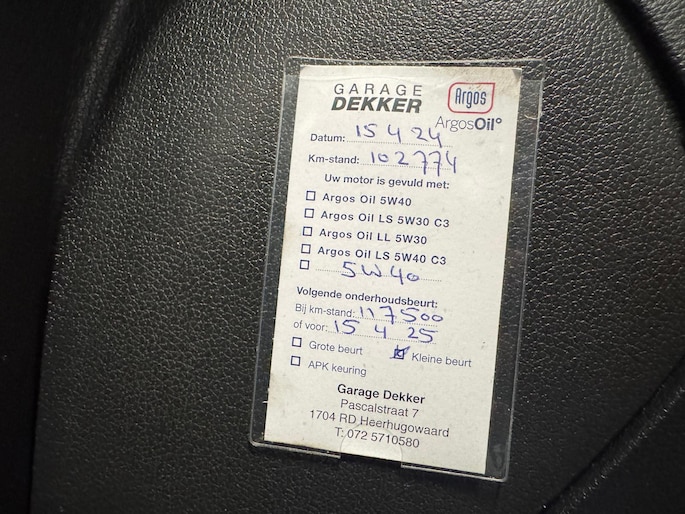 GARAGE
DEKKER
Argos
ArgosOil°
Datum: 15 4 24
Km-stand: 102774
Uw motor is gevuld met:
☐ Argos Oil 5W40
☐ Argos Oil LS 5W30 C3
☐ Argos Oil LL 5W30
☐ Argos Oil LS 5W40 C3
☐ 5W40
Volgende onderhoudsbeurt:
Bij km-stand: 117500
of voor: 15 4 25
☐ Grote beurt ☑ Kleine beurt
☐ APK keuring
Garage Dekker
Pascalstraat 7
1704 RD Heerhugowaard
T: 072 5710580